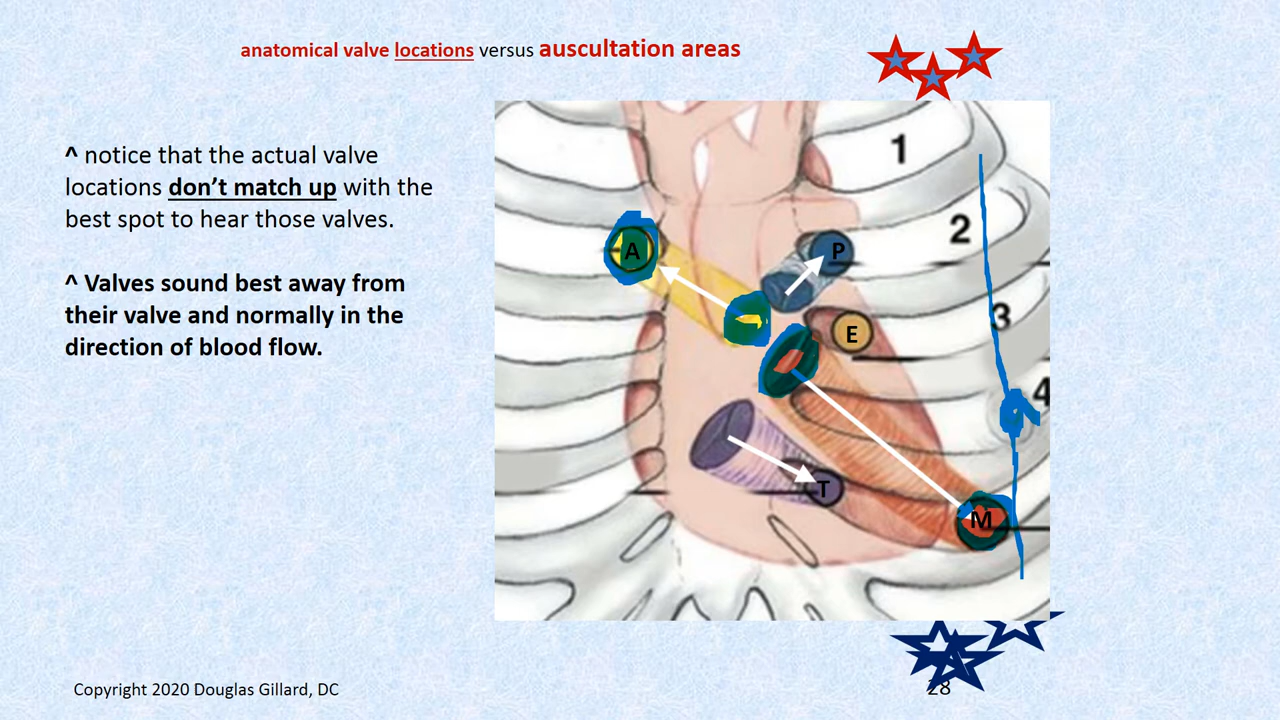 anatomical valve locations versus auscultation areas
^ notice that the actual valve
locations don’t match up with the
best spot to hear those valves.
^ Valves sound best away from
their valve and normally in the
direction of blood flow.
1
2
3
4
A
P
E
T
M
Copyright 2020 Douglas Gillard, DC
28